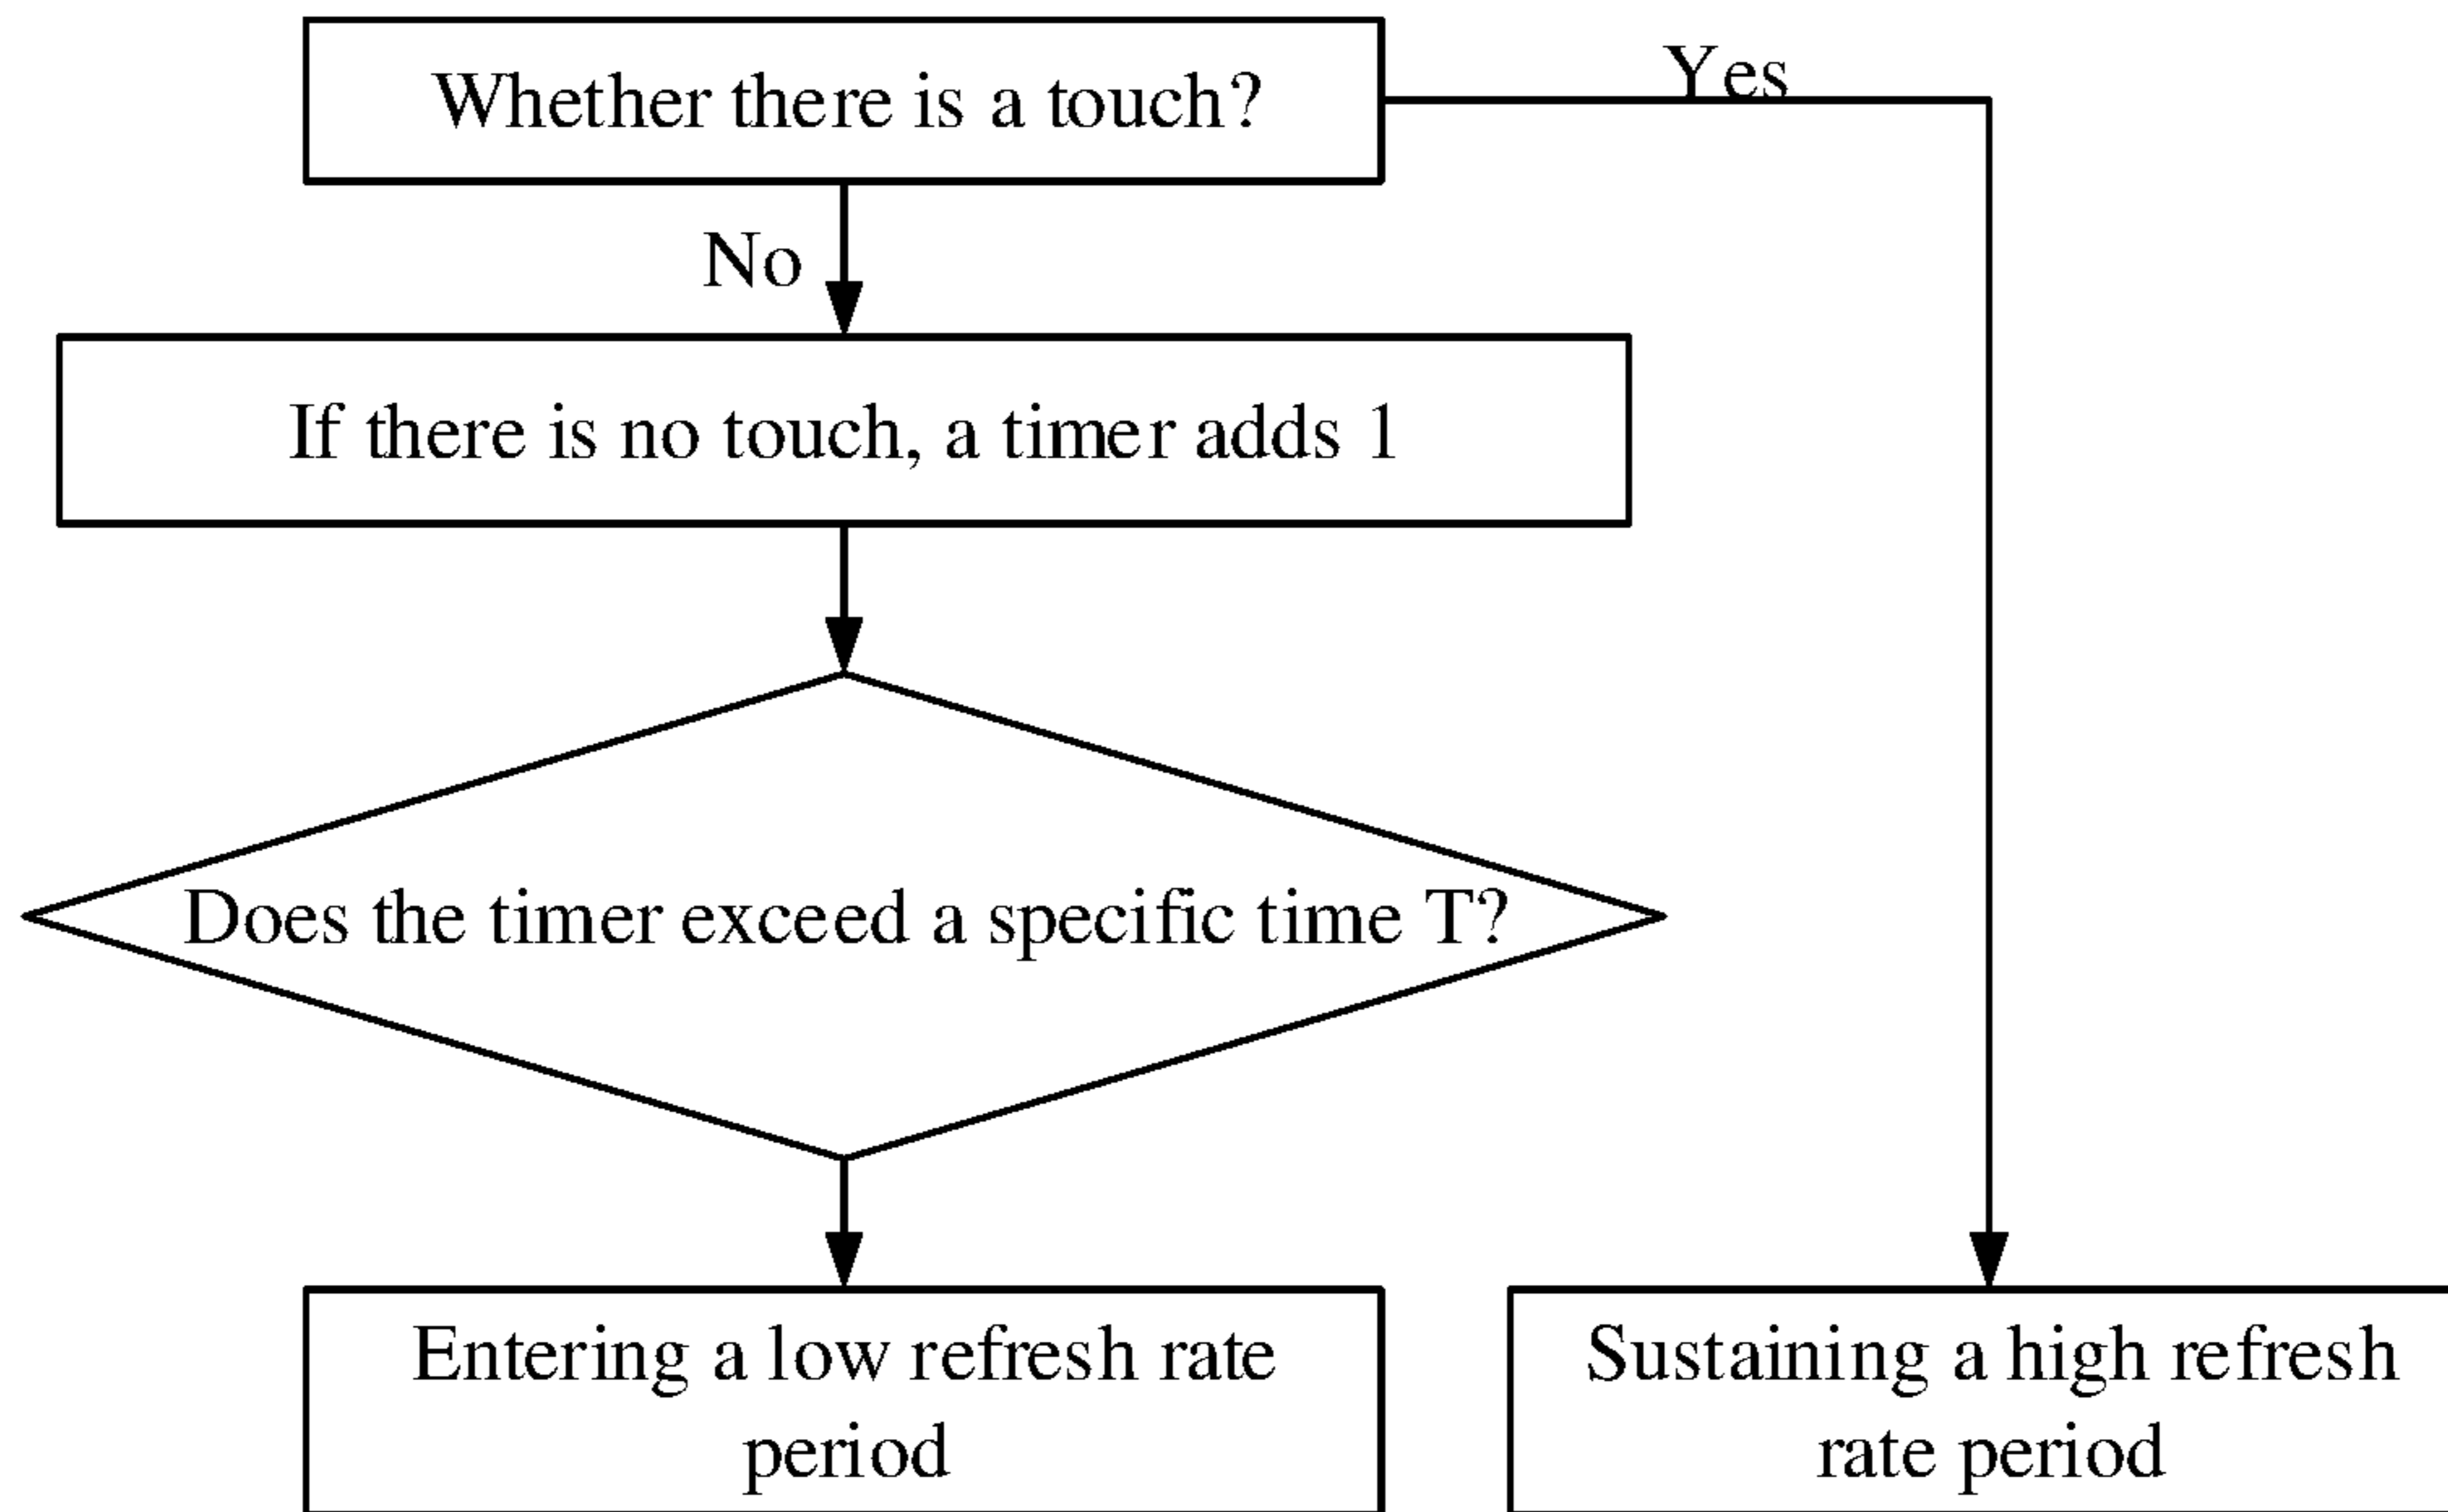 Whether there is a touch?
Yes
No
If there is no touch, a timer adds 1
Does the timer exceed a specific time T?
Entering a low refresh rate
period
Sustaining a high refresh
rate period